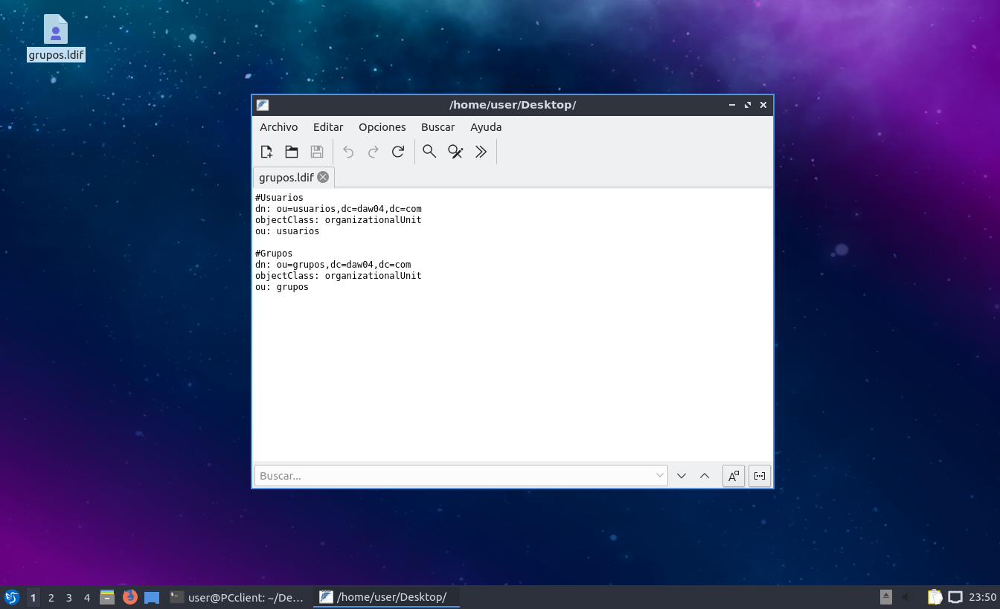 grupos.ldif
/home/user/Desktop/
Archivo Editar Opciones Buscar Ayuda
grupos.ldif
#Usuarios
dn: ou=usuarios,dc=daw04,dc=com
objectClass: organizationalUnit
ou: usuarios
#Grupos
dn: ou=grupos,dc=daw04,dc=com
objectClass: organizationalUnit
ou: grupos
Buscar...
1 2 3 4 user@PCclient: ~/De... /home/user/Desktop/ 23:50